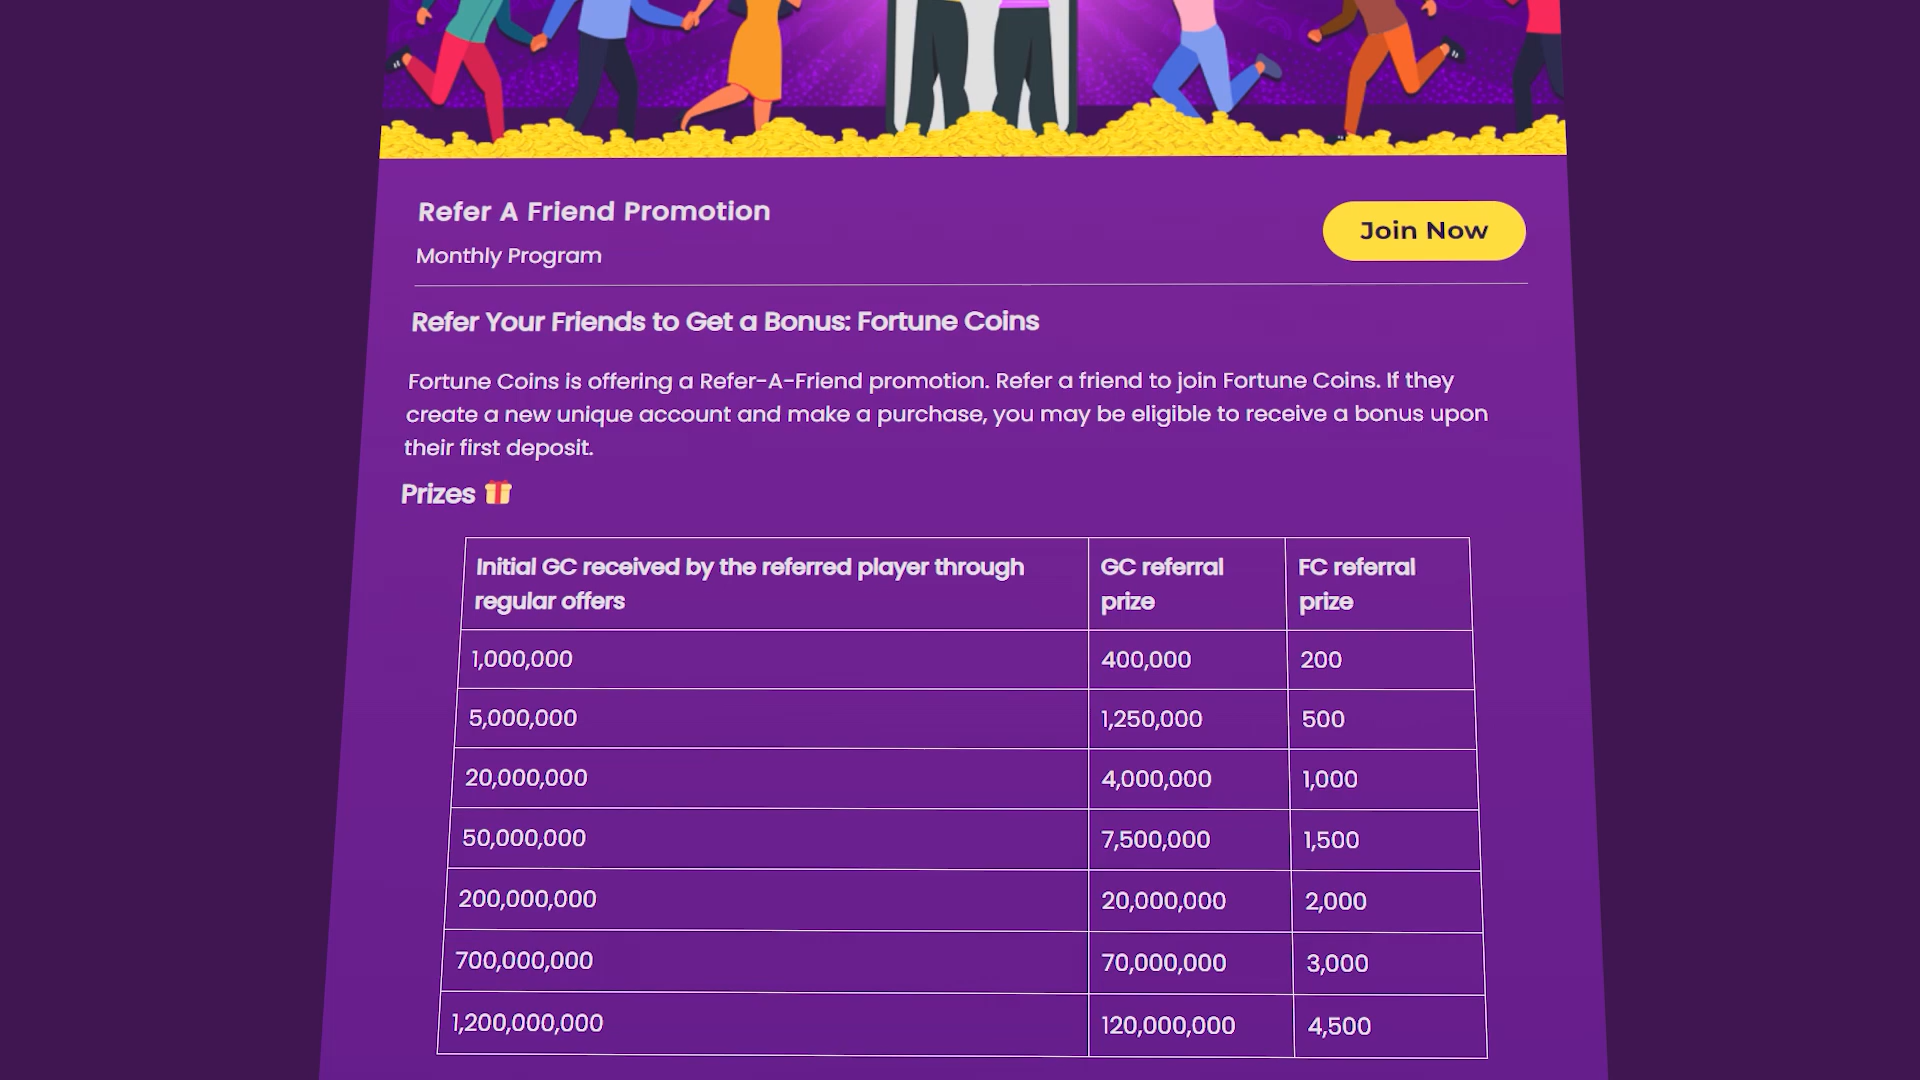 Refer A Friend Promotion
Join Now
Monthly Program
Refer Your Friends to Get a Bonus: Fortune Coins
Fortune Coins is offering a Refer-A-Friend promotion. Refer a friend to join Fortune Coins. If they
create a new unique account and make a purchase, you may be eligible to receive a bonus upon
their first deposit.
Prizes
Initial GC received by the referred player through
regular offers
GC referral
prize
FC referral
prize
1,000,000 400,000 200
5,000,000 1,250,000 500
20,000,000 4,000,000 1,000
50,000,000 7,500,000 1,500
200,000,000 20,000,000 2,000
700,000,000 70,000,000 3,000
1,200,000,000 120,000,000 4,500